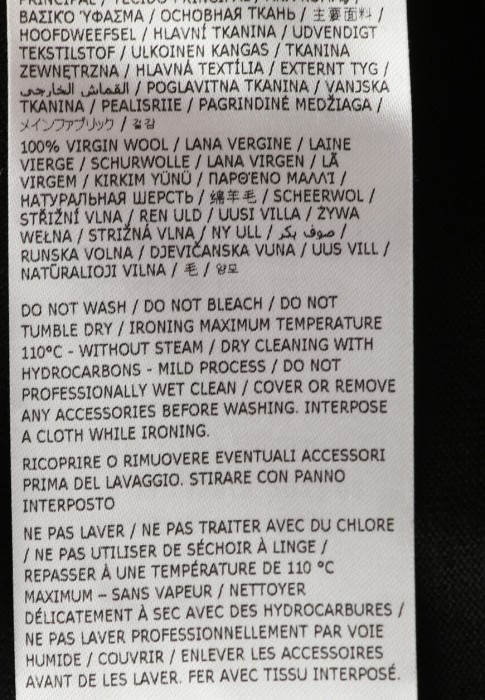 PRINCIPAL / TECIDO PRINCIPAL /
ΒΑΣΙΚΟ ΎΦΑΣΜΑ / ОСНОВНАЯ ТКАНЬ / 主要面料 /
HOOFDWEEFSEL / HLAVNÍ TKANINA / UDVENDIGT
TEKSTILSTOF / ULKOINEN KANGAS / TKANINA
ZEWNĘTRZNA / HLAVNÁ TEXTÍLIA / EXTERNT TYG /
القماش الخارجي / POGLAVITNA TKANINA / VANJSKA
TKANINA / PEALISRIIE / PAGRINDINĖ MEDŽIAGA /
メインファブリック / 겉감
100% VIRGIN WOOL / LANA VERGINE / LAINE
VIERGE / SCHURWOLLE / LANA VIRGEN / LÃ
VIRGEM / KIRKIM YÜNÜ / ΠΑΡΘΈΝΟ ΜΑΛΛΊ /
НАТУРАЛЬНАЯ ШЕРСТЬ / 绵羊毛 / SCHEERWOL /
STŘIŽNÍ VLNA / REN ULD / UUSI VILLA / ŻYWA
WEŁNA / STRIŽNÁ VLNA / NY ULL / صوف بكر /
RUNSKA VOLNA / DJEVIČANSKA VUNA / UUS VILL /
NATŪRALIOJI VILNA / 毛 / 양모
DO NOT WASH / DO NOT BLEACH / DO NOT
TUMBLE DRY / IRONING MAXIMUM TEMPERATURE
110°C - WITHOUT STEAM / DRY CLEANING WITH
HYDROCARBONS - MILD PROCESS / DO NOT
PROFESSIONALLY WET CLEAN / COVER OR REMOVE
ANY ACCESSORIES BEFORE WASHING. INTERPOSE
A CLOTH WHILE IRONING.
RICOPRIRE O RIMUOVERE EVENTUALI ACCESSORI
PRIMA DEL LAVAGGIO. STIRARE CON PANNO
INTERPOSTO
NE PAS LAVER / NE PAS TRAITER AVEC DU CHLORE
/ NE PAS UTILISER DE SÉCHOIR À LINGE /
REPASSER À UNE TEMPÉRATURE DE 110 °C
MAXIMUM – SANS VAPEUR / NETTOYER
DÉLICATEMENT À SEC AVEC DES HYDROCARBURES /
NE PAS LAVER PROFESSIONNELLEMENT PAR VOIE
HUMIDE / COUVRIR / ENLEVER LES ACCESSOIRES
AVANT DE LES LAVER. FER AVEC TISSU INTERPOSÉ.